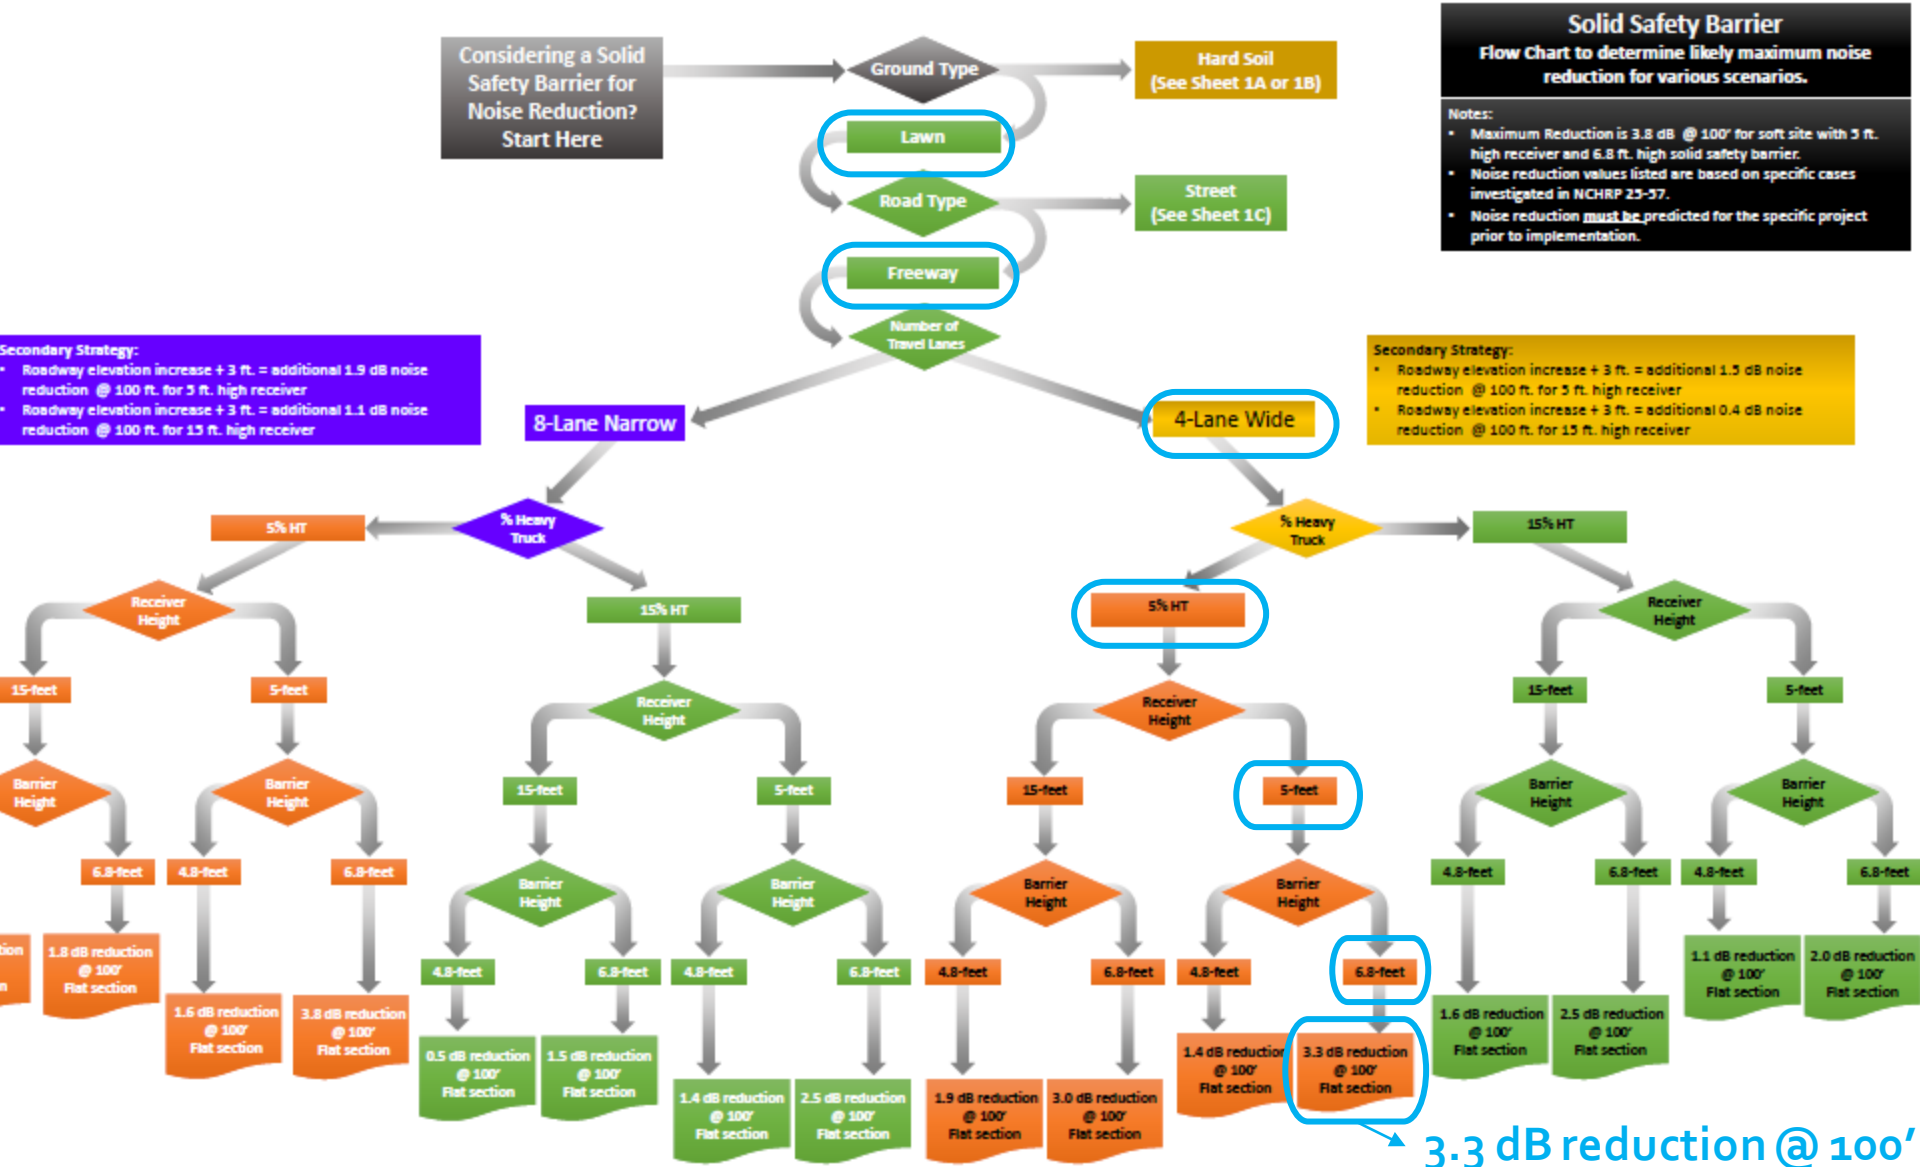 Considering a Solid
Safety Barrier for
Noise Reduction?
Start Here
Ground Type
Hard Soil
(See Sheet 1A or 1B)
Solid Safety Barrier
Flow Chart to determine likely maximum noise
reduction for various scenarios.
Notes:
• Maximum Reduction is 3.8 dB @ 100' for soft site with 5 ft.
high receiver and 6.8 ft. high solid safety barrier.
• Noise reduction values listed are based on specific cases
investigated in NCHRP 25-57.
• Noise reduction must be predicted for the specific project
prior to implementation.
Lawn
Road Type
Street
(See Sheet 1C)
Freeway
Number of
Travel Lanes
Secondary Strategy:
• Roadway elevation increase + 3 ft. = additional 1.9 dB noise
reduction @ 100 ft. for 5 ft. high receiver
• Roadway elevation increase + 3 ft. = additional 1.1 dB noise
reduction @ 100 ft. for 15 ft. high receiver
8-Lane Narrow
4-Lane Wide
Secondary Strategy:
• Roadway elevation increase + 3 ft. = additional 1.5 dB noise
reduction @ 100 ft. for 5 ft. high receiver
• Roadway elevation increase + 3 ft. = additional 0.4 dB noise
reduction @ 100 ft. for 15 ft. high receiver
5% HT
% Heavy
Truck
% Heavy
Truck
15% HT
Receiver
Height
15% HT
5% HT
Receiver
Height
15-feet
5-feet
Receiver
Height
Receiver
Height
15-feet
5-feet
Barrier
Height
Barrier
Height
15-feet
5-feet
15-feet
5-feet
Barrier
Height
Barrier
Height
6.8-feet
4.8-feet
6.8-feet
Barrier
Height
Barrier
Height
Barrier
Height
Barrier
Height
4.8-feet
6.8-feet
4.8-feet
6.8-feet
1.8 dB reduction
@ 100'
Flat section
4.8-feet
6.8-feet
4.8-feet
6.8-feet
4.8-feet
6.8-feet
4.8-feet
6.8-feet
1.1 dB reduction
@ 100'
Flat section
2.0 dB reduction
@ 100'
Flat section
1.6 dB reduction
@ 100'
Flat section
3.8 dB reduction
@ 100'
Flat section
1.6 dB reduction
@ 100'
Flat section
2.5 dB reduction
@ 100'
Flat section
0.5 dB reduction
@ 100'
Flat section
1.5 dB reduction
@ 100'
Flat section
1.4 dB reduction
@ 100'
Flat section
3.3 dB reduction
@ 100'
Flat section
1.4 dB reduction
@ 100'
Flat section
2.5 dB reduction
@ 100'
Flat section
1.9 dB reduction
@ 100'
Flat section
3.0 dB reduction
@ 100'
Flat section
3.3 dB reduction @ 100'